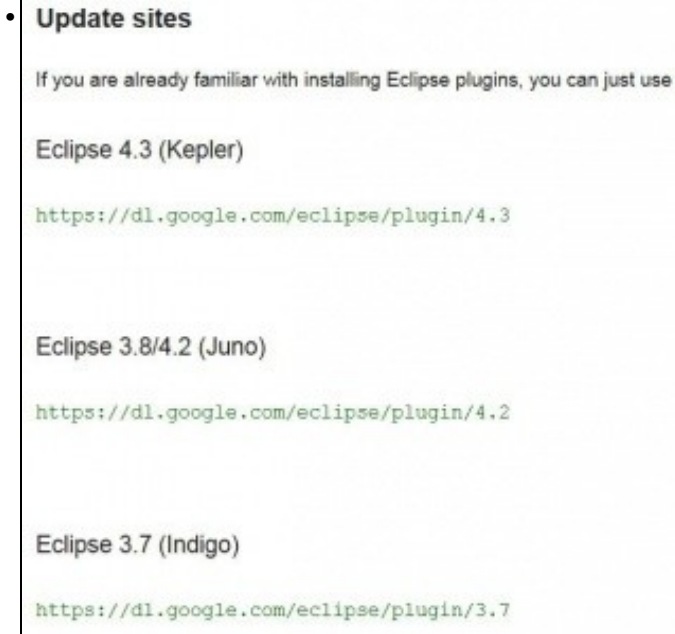 Update sites
If you are already familiar with installing Eclipse plugins, you can just use
Eclipse 4.3 (Kepler)
https://dl.google.com/eclipse/plugin/4.3
Eclipse 3.8/4.2 (Juno)
https://dl.google.com/eclipse/plugin/4.2
Eclipse 3.7 (Indigo)
https://dl.google.com/eclipse/plugin/3.7